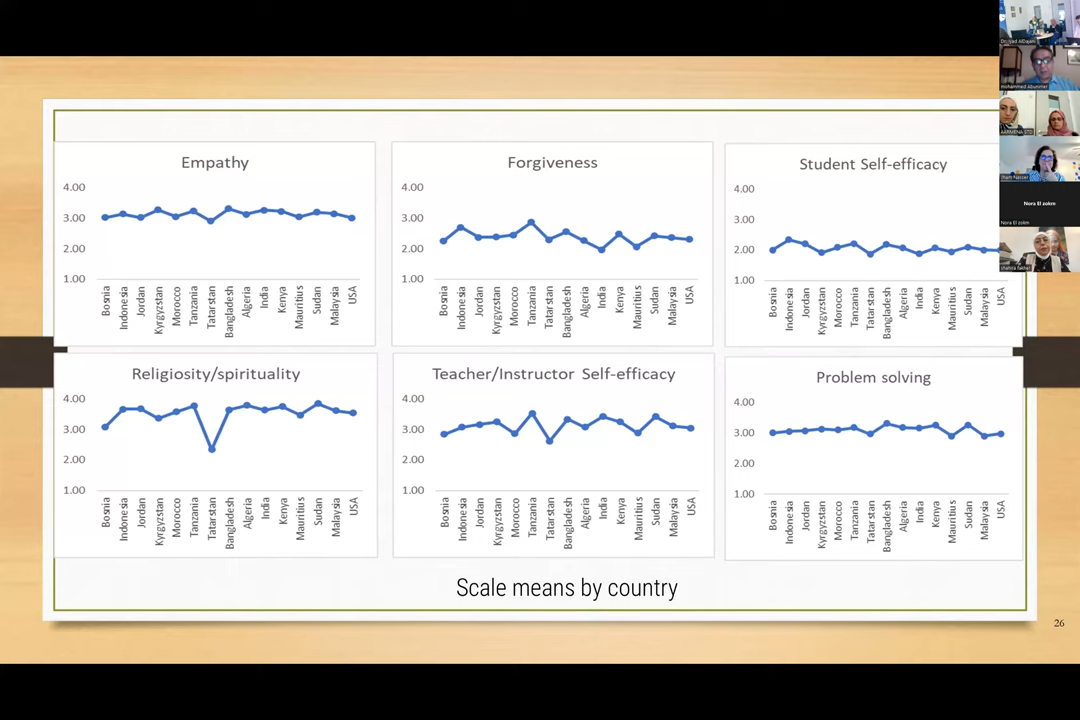 Empathy
4.00
3.00
2.00
1.00
Bosnia
Indonesia
Jordan
Kyrgyzstan
Morocco
Tanzania
Tatarstan
Bangladesh
Algeria
India
Kenya
Mauritius
Sudan
Malaysia
USA
Forgiveness
4.00
3.00
2.00
1.00
Bosnia
Indonesia
Jordan
Kyrgyzstan
Morocco
Tanzania
Tatarstan
Bangladesh
Algeria
India
Kenya
Mauritius
Sudan
Malaysia
USA
Student Self-efficacy
4.00
3.00
2.00
1.00
Bosnia
Indonesia
Jordan
Kyrgyzstan
Morocco
Tanzania
Tatarstan
Bangladesh
Algeria
India
Kenya
Mauritius
Sudan
Malaysia
USA
Religiosity/spirituality
4.00
3.00
2.00
1.00
Bosnia
Indonesia
Jordan
Kyrgyzstan
Morocco
Tanzania
Tatarstan
Bangladesh
Algeria
India
Kenya
Mauritius
Sudan
Malaysia
USA
Teacher/Instructor Self-efficacy
4.00
3.00
2.00
1.00
Bosnia
Indonesia
Jordan
Kyrgyzstan
Morocco
Tanzania
Tatarstan
Bangladesh
Algeria
India
Kenya
Mauritius
Sudan
Malaysia
USA
Problem solving
4.00
3.00
2.00
1.00
Bosnia
Indonesia
Jordan
Kyrgyzstan
Morocco
Tanzania
Tatarstan
Bangladesh
Algeria
India
Kenya
Mauritius
Sudan
Malaysia
USA
Scale means by country
26
mohammed Abunimer
Ilham Nasser
Nora El zokm
Nora El zokm